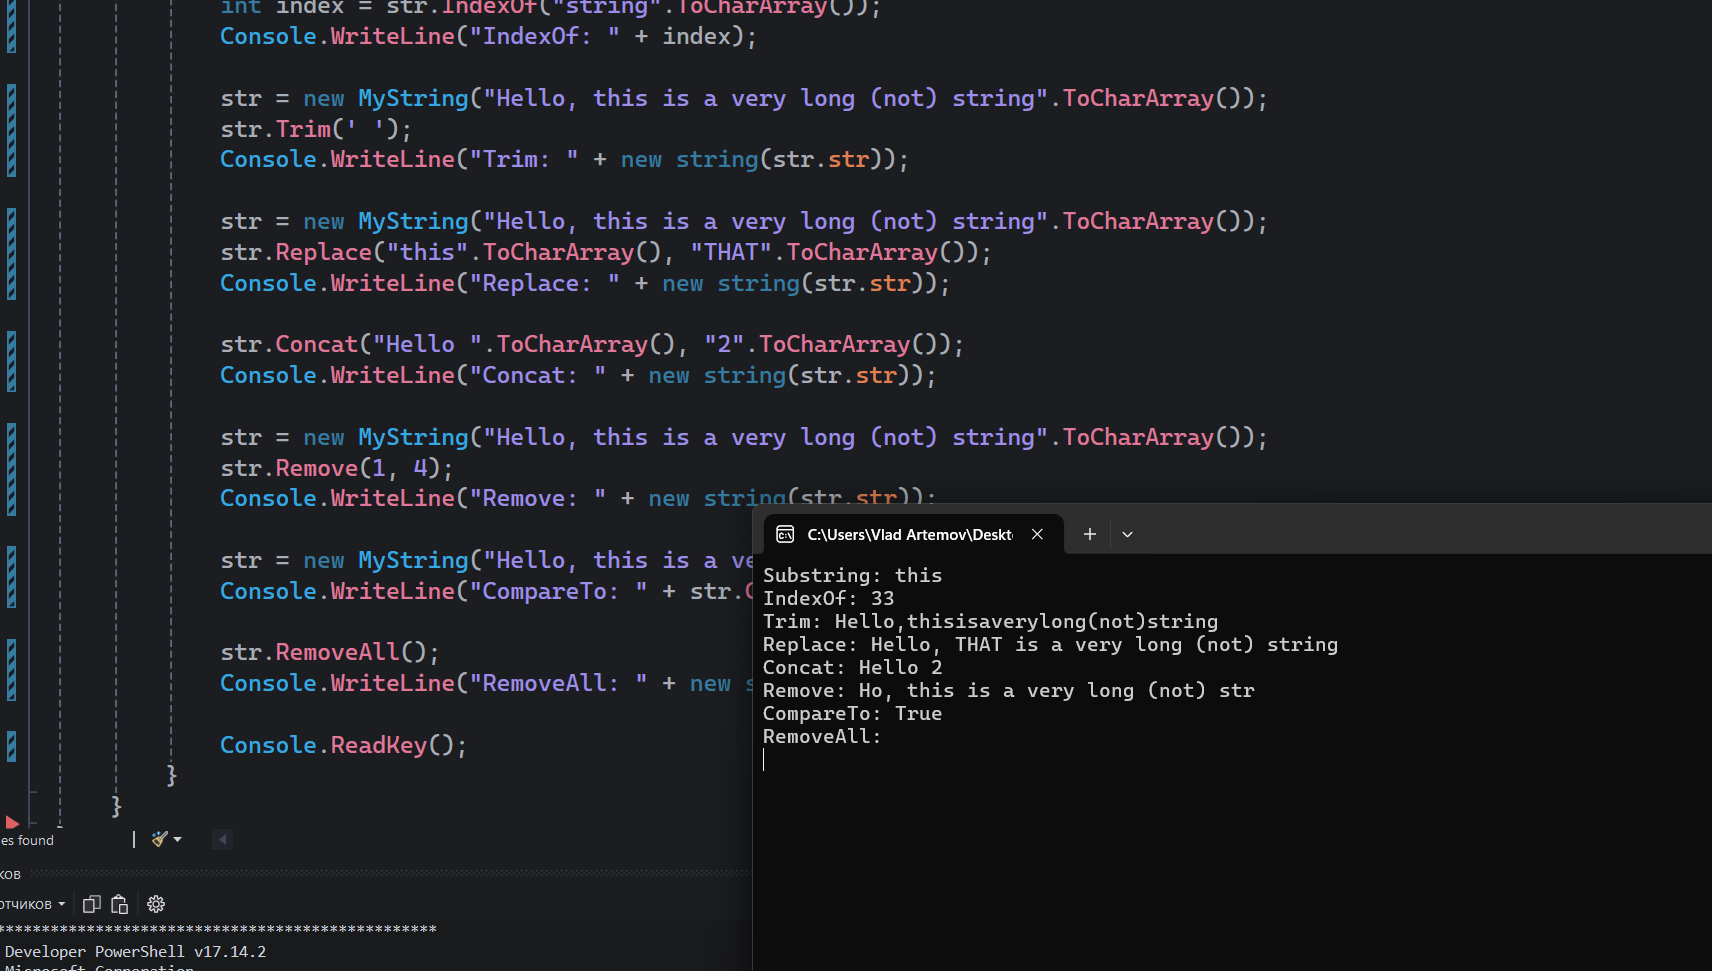 int index = str.IndexOf("string".ToCharArray());
Console.WriteLine("IndexOf: " + index);
str = new MyString("Hello, this is a very long (not) string".ToCharArray());
str.Trim(' ');
Console.WriteLine("Trim: " + new string(str.str));
str = new MyString("Hello, this is a very long (not) string".ToCharArray());
str.Replace("this".ToCharArray(), "THAT".ToCharArray());
Console.WriteLine("Replace: " + new string(str.str));
str.Concat("Hello ".ToCharArray(), "2".ToCharArray());
Console.WriteLine("Concat: " + new string(str.str));
str = new MyString("Hello, this is a very long (not) string".ToCharArray());
str.Remove(1, 4);
Console.WriteLine("Remove: " + new string(str.str));
str = new MyString("Hello, this is a ve
Console.WriteLine("CompareTo: " + str.C
str.RemoveAll();
Console.WriteLine("RemoveAll: " + new s
Console.ReadKey();
}
}
C:\Users\Vlad Artemov\Deskt
Substring: this
IndexOf: 33
Trim: Hello,thisisaverylong(not)string
Replace: Hello, THAT is a very long (not) string
Concat: Hello 2
Remove: Ho, this is a very long (not) str
CompareTo: True
RemoveAll:
es found
ков
отчиков
**************************************************
Developer PowerShell v17.14.2
Microsoft Corporation